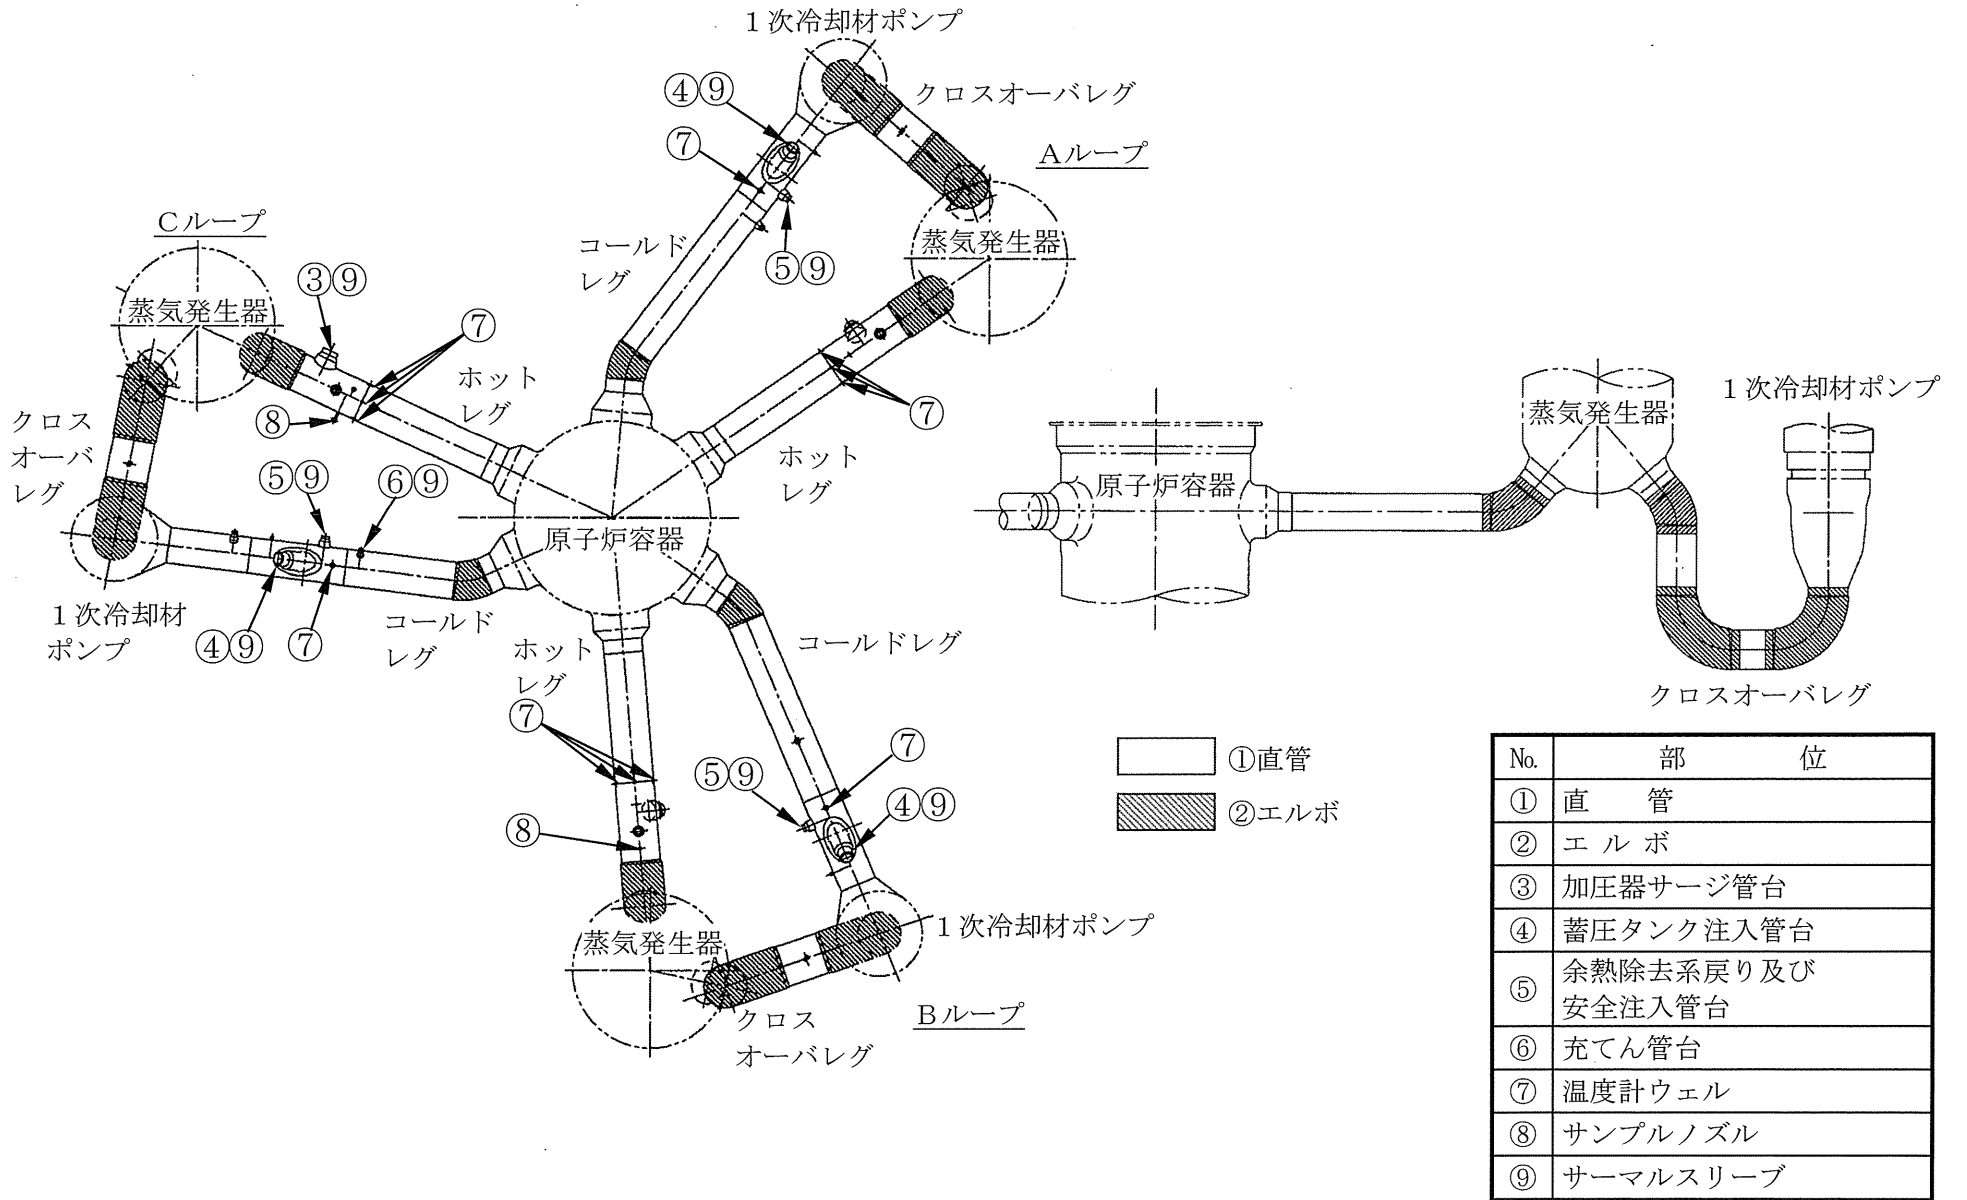 1次冷却材ポンプ
④⑨
クロスオーバレグ
⑦
Aループ
Cループ
コールド
レグ
⑤⑨
蒸気発生器
③⑨
蒸気発生器
⑦
ホット
レグ
⑧
⑦
クロス
オーバ
レグ
ホット
レグ
⑤⑨
⑥⑨
原子炉容器
1次冷却材
ポンプ
④⑨
⑦
コールド
レグ
ホット
レグ
コールドレグ
⑦
⑦
⑤⑨
④⑨
⑧
蒸気発生器
1次冷却材ポンプ
クロス
オーバレグ
Bループ
蒸気発生器
1次冷却材ポンプ
原子炉容器
クロスオーバレグ
①直管
②エルボ
№ 部位
① 直管
② エルボ
③ 加圧器サージ管台
④ 蓄圧タンク注入管台
⑤ 余熱除去系戻り及び
安全注入管台
⑥ 充てん管台
⑦ 温度計ウェル
⑧ サンプルノズル
⑨ サーマルスリーブ